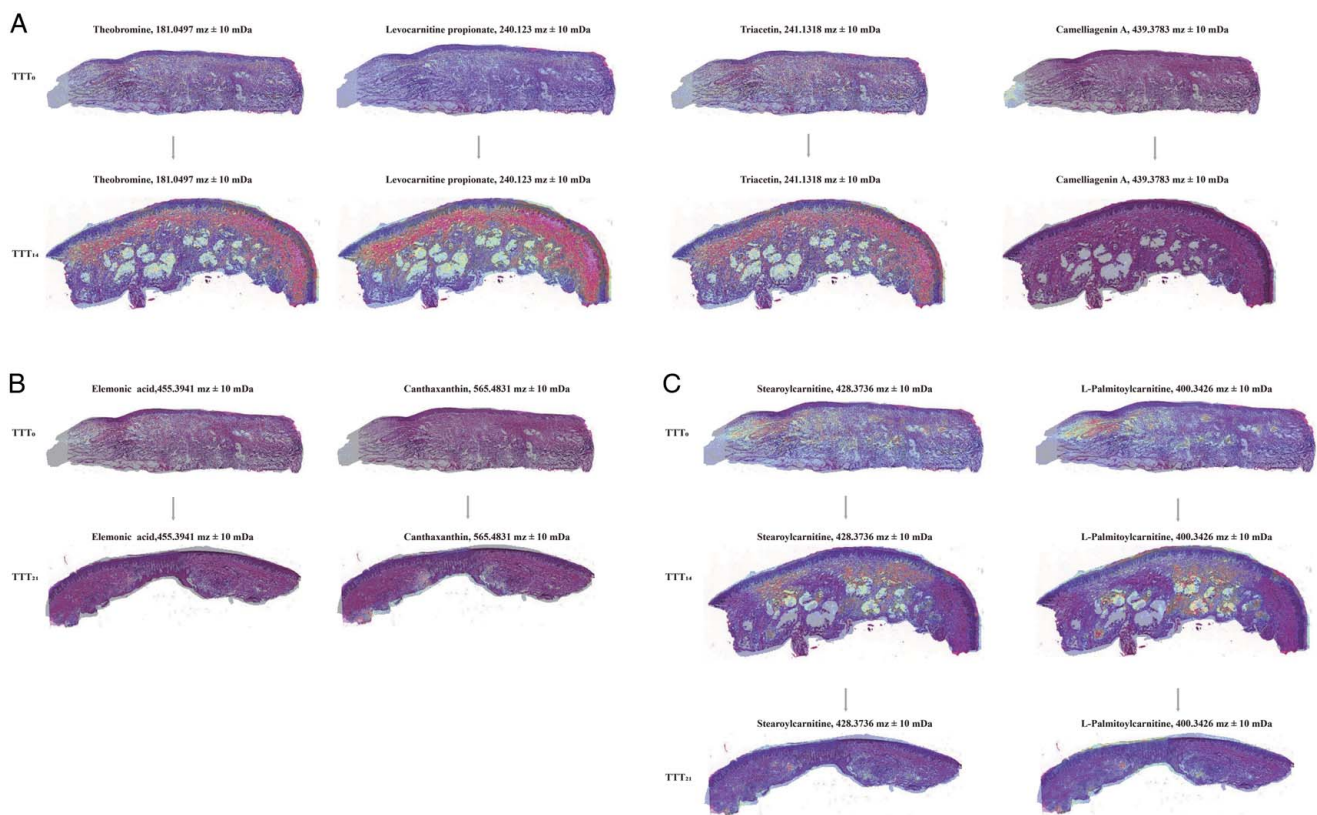 A
Theobromine, 181.0497 mz ± 10 mDa
Levocarnitine propionate, 240.123 mz ± 10 mDa
Triacetin, 241.1318 mz ± 10 mDa
Camelliagenin A, 439.3783 mz ± 10 mDa
TTT₀
Theobromine, 181.0497 mz ± 10 mDa
Levocarnitine propionate, 240.123 mz ± 10 mDa
Triacetin, 241.1318 mz ± 10 mDa
Camelliagenin A, 439.3783 mz ± 10 mDa
TTT₁₄
B
Elemonic acid,455.3941 mz ± 10 mDa
Canthaxanthin, 565.4831 mz ± 10 mDa
TTT₀
Elemonic acid,455.3941 mz ± 10 mDa
Canthaxanthin, 565.4831 mz ± 10 mDa
TTT₂₁
C
Stearoylcarnitine, 428.3736 mz ± 10 mDa
L-Palmitoylcarnitine, 400.3426 mz ± 10 mDa
TTT₀
Stearoylcarnitine, 428.3736 mz ± 10 mDa
L-Palmitoylcarnitine, 400.3426 mz ± 10 mDa
TTT₁₄
Stearoylcarnitine, 428.3736 mz ± 10 mDa
L-Palmitoylcarnitine, 400.3426 mz ± 10 mDa
TTT₂₁